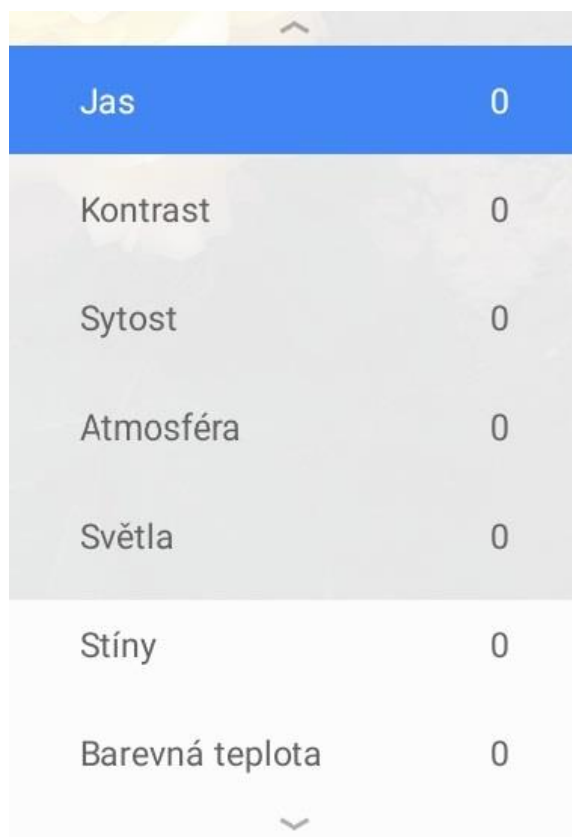 Jas 0
Kontrast 0
Sytost 0
Atmosféra 0
Světla 0
Stíny 0
Barevná teplota 0